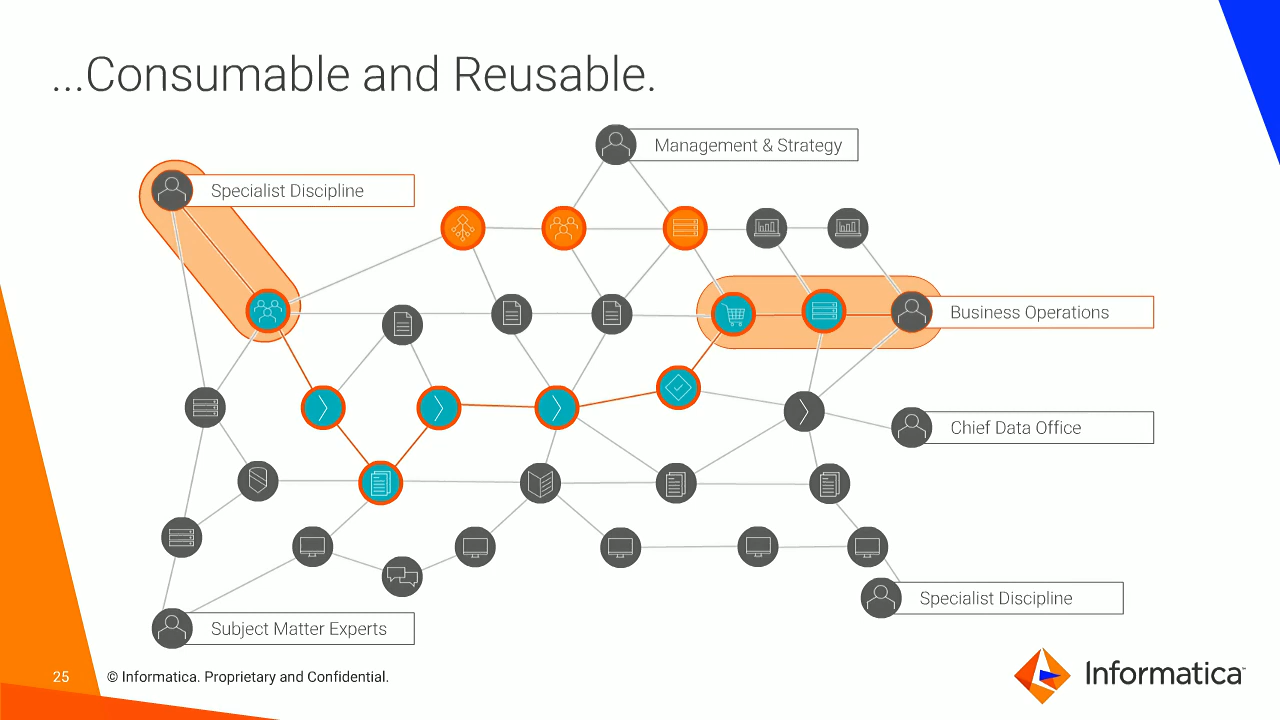 ...Consumable and Reusable.
Management & Strategy
Specialist Discipline
Business Operations
Chief Data Office
Specialist Discipline
Subject Matter Experts
25
© Informatica. Proprietary and Confidential.
Informatica™